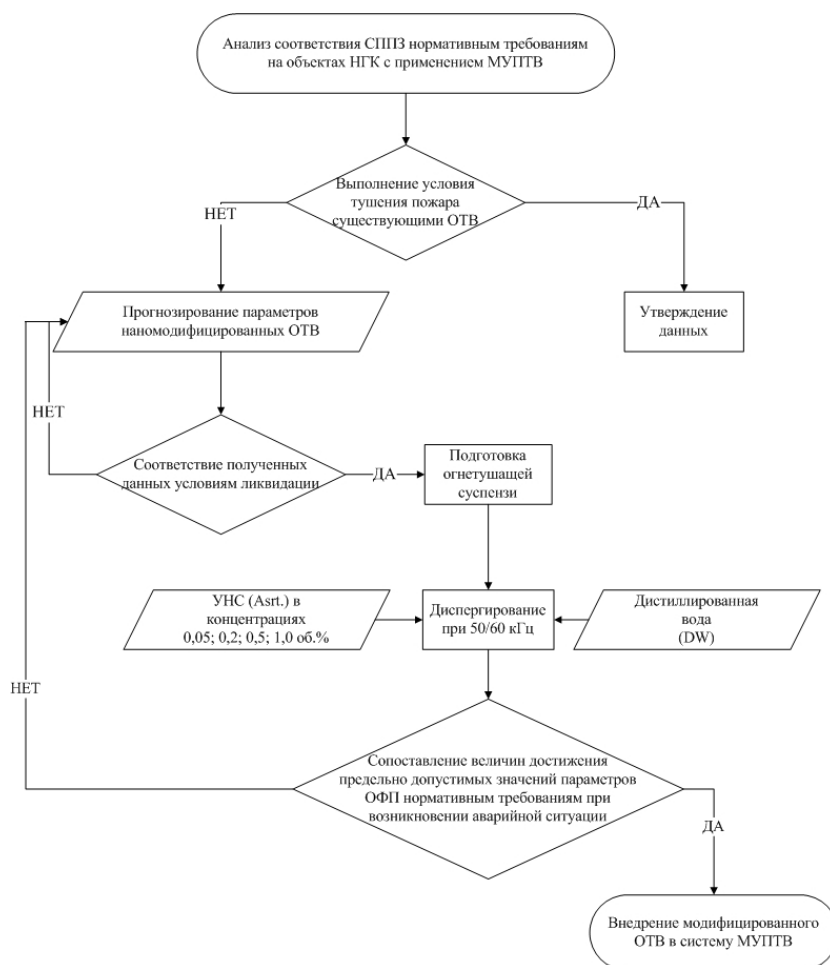 Анализ соответствия СППЗ нормативным требованиям
на объектах НГК с применением МУПТВ
Выполнение условия
тушения пожара
существующими ОТВ
НЕТ
ДА
Прогнозирование параметров
наномодифицированных ОТВ
Утверждение
данных
НЕТ
Соответствие полученных
данных условиям ликвидации
ДА
Подготовка
огнетушащей
суспензи
УНС (Asrt.) в
концентрациях
0,05; 0,2; 0,5; 1,0 об.%
Диспергирование
при 50/60 кГц
Дистиллированная
вода
(DW)
НЕТ
Сопоставление величин достижения
предельно допустимых значений параметров
ОФП нормативным требованиям при
возникновении аварийной ситуации
ДА
Внедрение модифицированного
ОТВ в систему МУПТВ